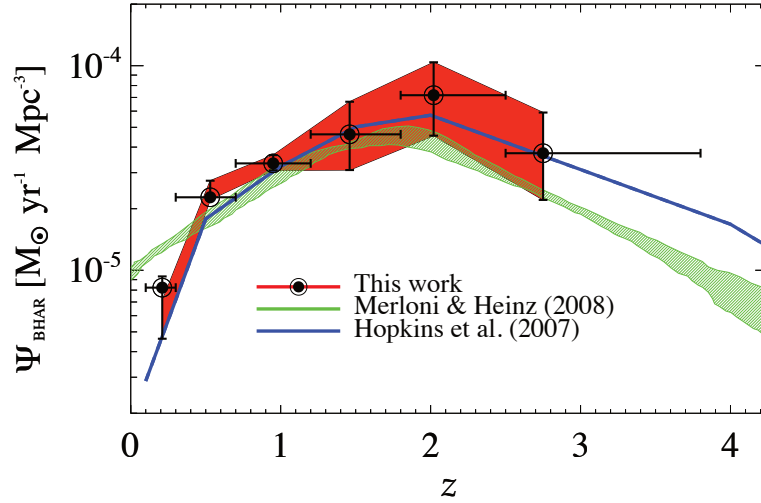 10⁻⁴
10⁻⁵
Ψ_BHAR [M☉ yr⁻¹ Mpc⁻³]
This work
Merloni & Heinz (2008)
Hopkins et al. (2007)
0 1 2 3 4
z